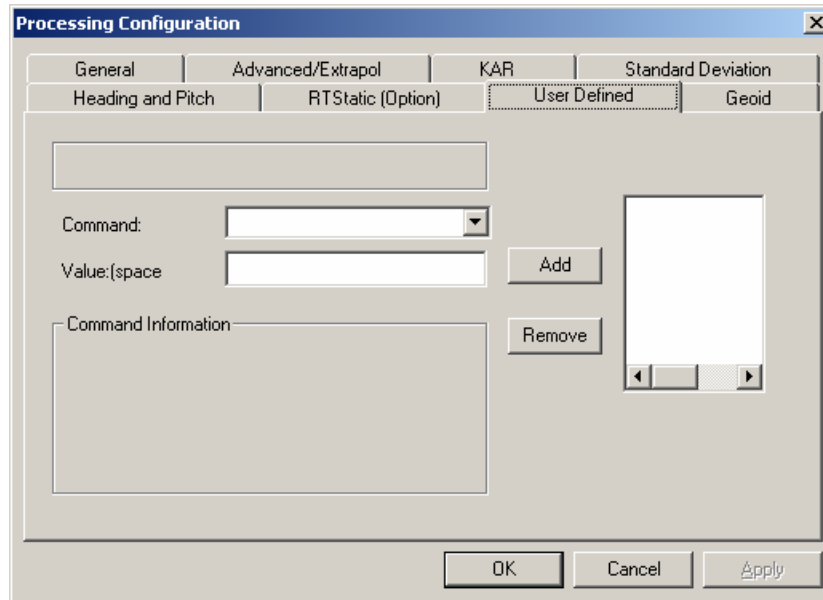 Processing Configuration
General Advanced/Extrapol KAR Standard Deviation
Heading and Pitch RTStatic (Option) User Defined Geoid
Command:
Value:(space
Add
Command Information
Remove
OK Cancel Apply